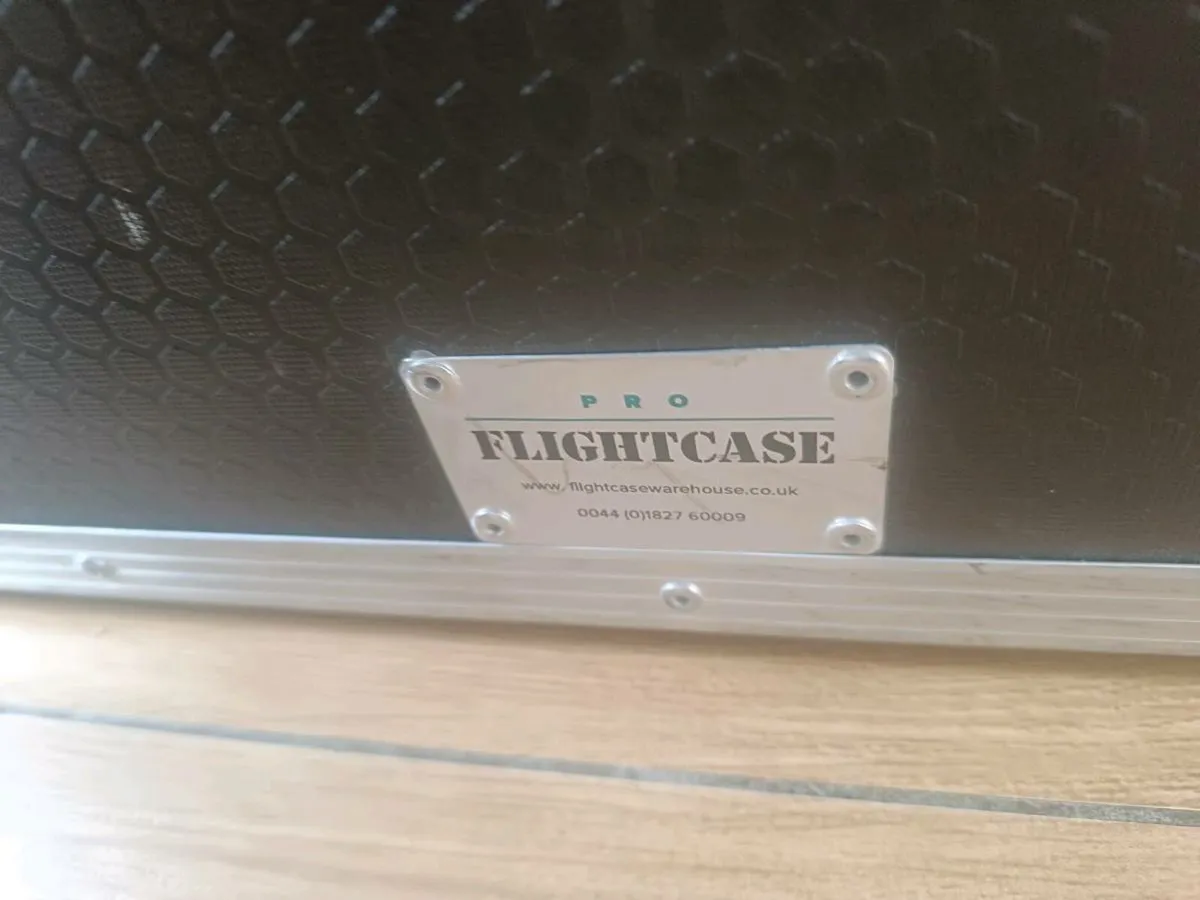 PRO
FLIGHTCASE
www.flightcasewarehouse.co.uk
0044 (0)1827 60009